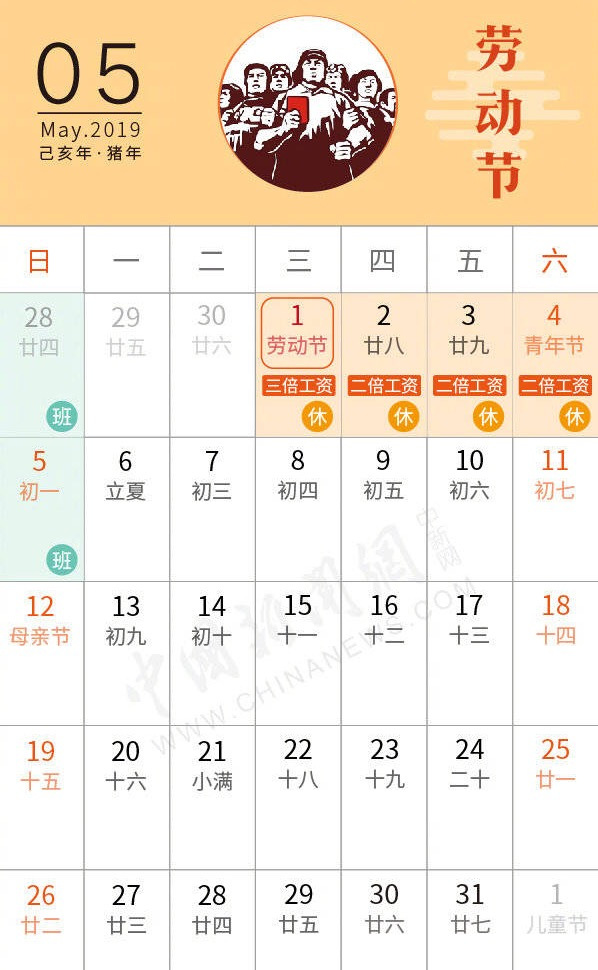 05
May.2019
己亥年·猪年
劳动节
日 一 二 三 四 五 六
28 29 30 1 2 3 4
廿四 廿五 廿六 劳动节 廿八 廿九 青年节
三倍工资 二倍工资 二倍工资 二倍工资
班 休 休 休 休
5 6 7 8 9 10 11
初一 立夏 初三 初四 初五 初六 初七
班
12 13 14 15 16 17 18
母亲节 初九 初十 十一 十二 十三 十四
19 20 21 22 23 24 25
十五 十六 小满 十八 十九 二十 廿一
26 27 28 29 30 31 1
廿二 廿三 廿四 廿五 廿六 廿七 儿童节
中國新聞網
中新网
WWW.CHINANEWS.COM